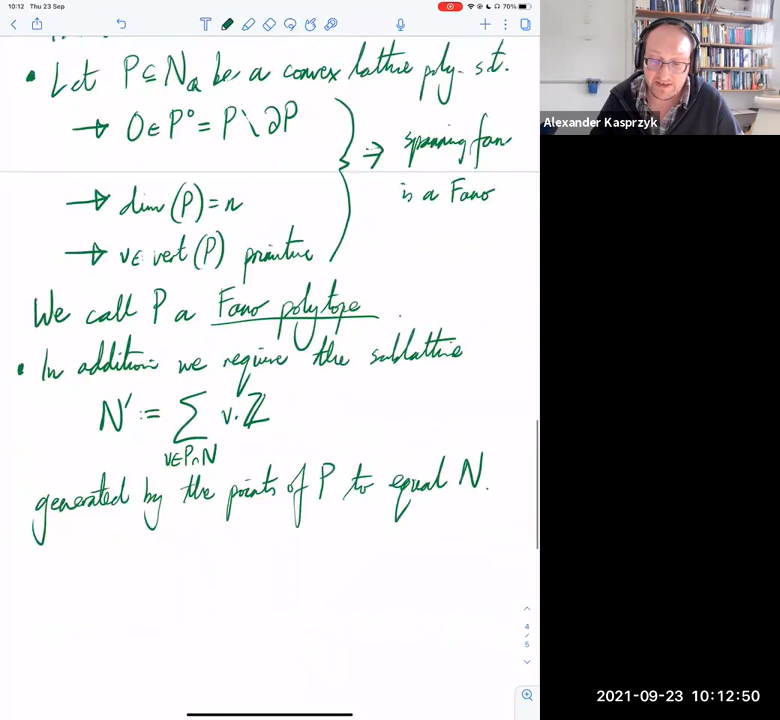 10:12 Thu 23 Sep
70%
• Let P ⊆ N_Q be a convex lattice poly. s.t.
→ 0 ∈ P° = P \ ∂P
⇒ spanning fan
is a Fano
→ dim (P) = n
→ v ∈ vert (P) primitive
We call P a Fano polytope.
• In addition we require the sublattice
N' := ∑ v·ℤ
v∈P∩N
generated by the points of P to equal N.
4
/
5
Alexander Kasprzyk
2021-09-23 10:12:50